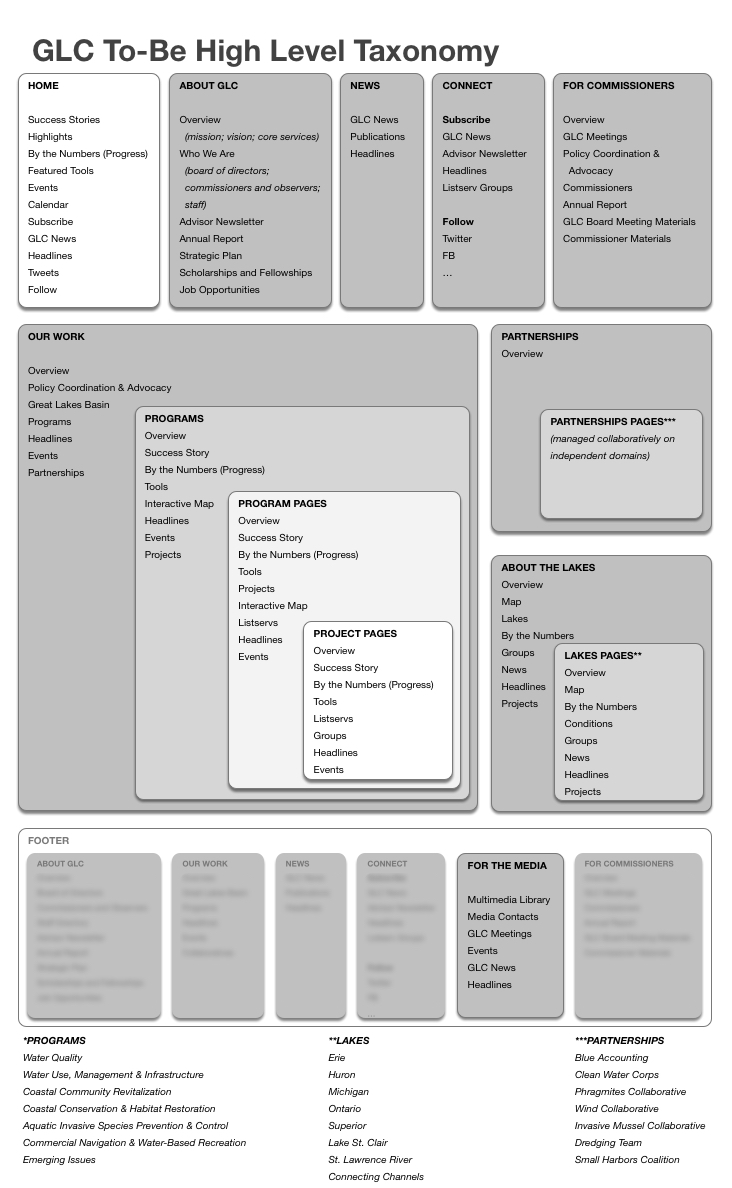 GLC To-Be High Level Taxonomy
HOME
Success Stories
Highlights
By the Numbers (Progress)
Featured Tools
Events
Calendar
Subscribe
GLC News
Headlines
Tweets
Follow
ABOUT GLC
Overview
(mission; vision; core services)
Who We Are
(board of directors;
commissioners and observers;
staff)
Advisor Newsletter
Annual Report
Strategic Plan
Scholarships and Fellowships
Job Opportunities
NEWS
GLC News
Publications
Headlines
CONNECT
Subscribe
GLC News
Advisor Newsletter
Headlines
Listserv Groups
Follow
Twitter
FB
...
FOR COMMISSIONERS
Overview
GLC Meetings
Policy Coordination &
Advocacy
Commissioners
Annual Report
GLC Board Meeting Materials
Commissioner Materials
OUR WORK
Overview
Policy Coordination & Advocacy
Great Lakes Basin
Programs
Headlines
Events
Partnerships
PROGRAMS
Overview
Success Story
By the Numbers (Progress)
Tools
Interactive Map
Headlines
Events
Projects
PROGRAM PAGES
Overview
Success Story
By the Numbers (Progress)
Tools
Projects
Interactive Map
Listservs
Headlines
Events
PROJECT PAGES
Overview
Success Story
By the Numbers (Progress)
Tools
Listservs
Groups
Headlines
Events
PARTNERSHIPS
Overview
PARTNERSHIPS PAGES***
(managed collaboratively on
independent domains)
ABOUT THE LAKES
Overview
Map
Lakes
By the Numbers
Groups
News
Headlines
Projects
LAKES PAGES**
Overview
Map
By the Numbers
Conditions
Groups
News
Headlines
Projects
FOOTER
ABOUT GLC
OUR WORK
NEWS
CONNECT
FOR THE MEDIA
Multimedia Library
Media Contacts
GLC Meetings
Events
GLC News
Headlines
FOR COMMISSIONERS
*PROGRAMS
Water Quality
Water Use, Management & Infrastructure
Coastal Community Revitalization
Coastal Conservation & Habitat Restoration
Aquatic Invasive Species Prevention & Control
Commercial Navigation & Water-Based Recreation
Emerging Issues
**LAKES
Erie
Huron
Michigan
Ontario
Superior
Lake St. Clair
St. Lawrence River
Connecting Channels
***PARTNERSHIPS
Blue Accounting
Clean Water Corps
Phragmites Collaborative
Wind Collaborative
Invasive Mussel Collaborative
Dredging Team
Small Harbors Coalition